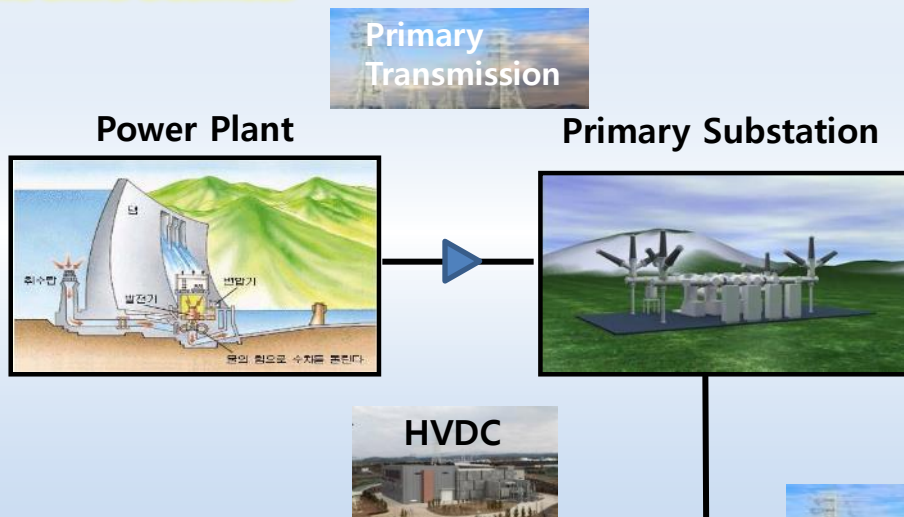 Primary
Transmission
Power Plant
Primary Substation
댐
취수탑
변압기
발전기
물의 힘으로 수차를 돌린다.
HVDC